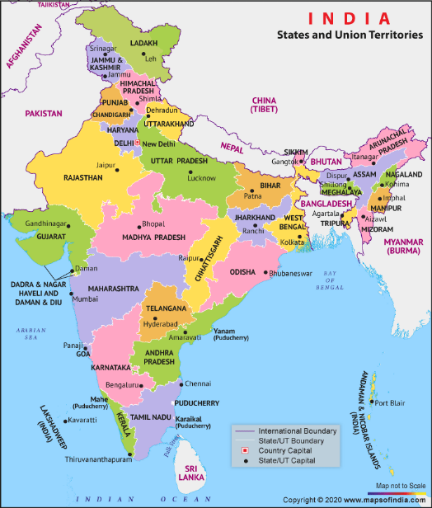 TAJIKISTAN
INDIA
States and Union Territories
AFGHANISTAN
LADAKH
Leh
Srinagar
JAMMU &
KASHMIR
Jammu
PAKISTAN
HIMACHAL
PRADESH
Shimla
PUNJAB
CHANDIGARH
Dehradun
UTTARAKHAND
HARYANA
DELHI
New Delhi
CHINA
(TIBET)
NEPAL
SIKKIM
Gangtok
BHUTAN
ARUNACHAL
PRADESH
Itanagar
Dispur
ASSAM
NAGALAND
Kohima
Shillong
MEGHALAYA
Imphal
MANIPUR
BANGLADESH
Agartala
TRIPURA
Aizawl
MIZORAM
MYANMAR
(BURMA)
Jaipur
RAJASTHAN
UTTAR PRADESH
Lucknow
BIHAR
Patna
JHARKHAND
Ranchi
WEST
BENGAL
Kolkata
Gandhinagar
GUJARAT
Bhopal
MADHYA PRADESH
Raipur
CHHATTISGARH
ODISHA
Bhubaneswar
BAY
OF
BENGAL
Daman
DADRA & NAGAR
HAVELI AND
DAMAN & DIU
Mumbai
MAHARASHTRA
TELANGANA
Hyderabad
Yanam
(Puducherry)
Amaravati
ARABIAN
SEA
Panaji
GOA
KARNATAKA
ANDHRA
PRADESH
Bengaluru
Chennai
Mahe
(Puducherry)
PUDUCHERRY
LAKSHADWEEP
(INDIA)
Kavaratti
KERALA
TAMIL NADU
Karaikal
(Puducherry)
Thiruvananthapuram
Palk Strait
SRI
LANKA
ANDAMAN & NICOBAR ISLANDS
(INDIA)
Port Blair
International Boundary
State/UT Boundary
Country Capital
State/UT Capital
INDIAN OCEAN
Map not to Scale
Copyright © 2020 www.mapsofindia.com